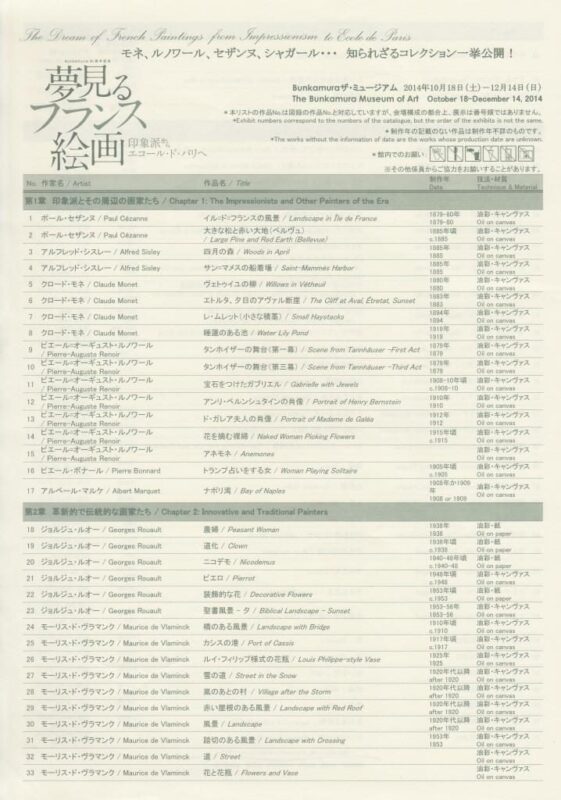 The Dream of French Paintings from Impressionism to Ecole de Paris
モネ、ルノワール、セザンヌ、シャガール・・・ 知られざるコレクション一挙公開！
夢見る
フランス
絵画
印象派から
エコール・ド・パリへ
Bunkamuraザ・ミュージアム 2014年10月18日（土）－12月14日（日）
The Bunkamura Museum of Art October 18-December 14, 2014
＊本リストの作品No.は図録の作品No.と対応していますが、会場構成の都合上、展示は番号順ではありません。
*Exhibit numbers correspond to the numbers of the catalogue, but the order of the exhibits is not the same.
＊制作年の記載のない作品は制作年不詳のものです。
*The works without the information of date are the works whose production date are unknown.
＊館内でのお願い：
※その他係員からご協力をお願いすることがあります。
No. 作家名 / Artist 作品名 / Title 制作年 Date 技法・材質 Technique & Material
第1章 印象派とその周辺の画家たち / Chapter 1: The Impressionists and Other Painters of the Era
1 ポール・セザンヌ / Paul Cézanne イル=ド=フランスの風景 / Landscape in Île de France 1879-80年 1879-80 油彩・キャンヴァス Oil on canvas
2 ポール・セザンヌ / Paul Cézanne 大きな松と赤い大地（ベルヴュ） / Large Pine and Red Earth (Bellevue) 1885年頃 c.1885 油彩・キャンヴァス Oil on canvas
3 アルフレッド・シスレー / Alfred Sisley 四月の森 / Woods in April 1885年 1885 油彩・キャンヴァス Oil on canvas
4 アルフレッド・シスレー / Alfred Sisley サン=マメスの船着場 / Saint-Mammes Harbor 1885年 1885 油彩・キャンヴァス Oil on canvas
5 クロード・モネ / Claude Monet ヴェトゥイユの柳 / Willows in Vétheuil 1880年 1880 油彩・キャンヴァス Oil on canvas
6 クロード・モネ / Claude Monet エトルタ、夕日のアヴァル断崖 / The Cliff at Aval, Étretat, Sunset 1883年 1883 油彩・キャンヴァス Oil on canvas
7 クロード・モネ / Claude Monet レ・ムレット（小さな積藁） / Small Haystacks 1894年 1894 油彩・キャンヴァス Oil on canvas
8 クロード・モネ / Claude Monet 睡蓮のある池 / Water Lily Pond 1919年 1919 油彩・キャンヴァス Oil on canvas
9 ピエール=オーギュスト・ルノワール / Pierre-Auguste Renoir タンホイザーの舞台（第一幕） / Scene from Tannhäuser -First Act 1879年 1879 油彩・キャンヴァス Oil on canvas
10 ピエール=オーギュスト・ルノワール / Pierre-Auguste Renoir タンホイザーの舞台（第三幕） / Scene from Tannhäuser -Third Act 1879年 1879 油彩・キャンヴァス Oil on canvas
11 ピエール=オーギュスト・ルノワール / Pierre-Auguste Renoir 宝石をつけたガブリエル / Gabrielle with Jewels 1908-10年頃 c.1908-10 油彩・キャンヴァス Oil on canvas
12 ピエール=オーギュスト・ルノワール / Pierre-Auguste Renoir アンリ・ベルンシュタインの肖像 / Portrait of Henry Bernstein 1910年 1910 油彩・キャンヴァス Oil on canvas
13 ピエール=オーギュスト・ルノワール / Pierre-Auguste Renoir ド・ガレア夫人の肖像 / Portrait of Madame de Galéa 1912年 1912 油彩・キャンヴァス Oil on canvas
14 ピエール=オーギュスト・ルノワール / Pierre-Auguste Renoir 花を摘む裸婦 / Naked Woman Picking Flowers 1915年頃 c.1915 油彩・キャンヴァス Oil on canvas
15 ピエール=オーギュスト・ルノワール / Pierre-Auguste Renoir アネモネ / Anemones 油彩・キャンヴァス Oil on canvas
16 ピエール・ボナール / Pierre Bonnard トランプ占いをする女 / Woman Playing Solitaire 1905年頃 c.1905 油彩・キャンヴァス Oil on canvas
17 アルベール・マルケ / Albert Marquet ナポリ湾 / Bay of Naples 1908年か1909年 1908 or 1909 油彩・キャンヴァス Oil on canvas
第2章 革新的で伝統的な画家たち / Chapter 2: Innovative and Traditional Painters
18 ジョルジュ・ルオー / Georges Rouault 農婦 / Peasant Woman 1938年 1938 油彩・紙 Oil on paper
19 ジョルジュ・ルオー / Georges Rouault 道化 / Clown 1938年頃 c.1938 油彩・紙 Oil on paper
20 ジョルジュ・ルオー / Georges Rouault ニコデモ / Nicodemus 1940-48年頃 c.1940-48 油彩・紙 Oil on paper
21 ジョルジュ・ルオー / Georges Rouault ピエロ / Pierrot 1948年頃 1948 油彩・キャンヴァス Oil on canvas
22 ジョルジュ・ルオー / Georges Rouault 装飾的な花 / Decorative Flowers 1953年頃 c.1953 油彩・紙 Oil on paper
23 ジョルジュ・ルオー / Georges Rouault 聖書風景 - 夕 / Biblical Landscape - Sunset 1953-56年 1953-56 油彩・キャンヴァス Oil on canvas
24 モーリス・ド・ヴラマンク / Maurice de Vlaminck 橋のある風景 / Landscape with Bridge 1910年頃 c.1910 油彩・キャンヴァス Oil on canvas
25 モーリス・ド・ヴラマンク / Maurice de Vlaminck カシスの港 / Port of Cassis 1917年頃 c.1917 油彩・キャンヴァス Oil on canvas
26 モーリス・ド・ヴラマンク / Maurice de Vlaminck ルイ・フィリップ様式の花瓶 / Louis Philippe-style Vase 1925年 1925 油彩・キャンヴァス Oil on canvas
27 モーリス・ド・ヴラマンク / Maurice de Vlaminck 雪の道 / Street in the Snow 1920年代以降 after 1920 油彩・キャンヴァス Oil on canvas
28 モーリス・ド・ヴラマンク / Maurice de Vlaminck 嵐のあとの村 / Village after the Storm 1920年代以降 after 1920 油彩・キャンヴァス Oil on canvas
29 モーリス・ド・ヴラマンク / Maurice de Vlaminck 赤い屋根のある風景 / Landscape with Red Roof 1920年代以降 after 1920 油彩・キャンヴァス Oil on canvas
30 モーリス・ド・ヴラマンク / Maurice de Vlaminck 風景 / Landscape 1920年代以降 after 1920 油彩・キャンヴァス Oil on canvas
31 モーリス・ド・ヴラマンク / Maurice de Vlaminck 踏切のある風景 / Landscape with Crossing 1953年 1953 油彩・キャンヴァス Oil on canvas
32 モーリス・ド・ヴラマンク / Maurice de Vlaminck 道 / Street 油彩・キャンヴァス Oil on canvas
33 モーリス・ド・ヴラマンク / Maurice de Vlaminck 花と花瓶 / Flowers and Vase 油彩・キャンヴァス Oil on canvas